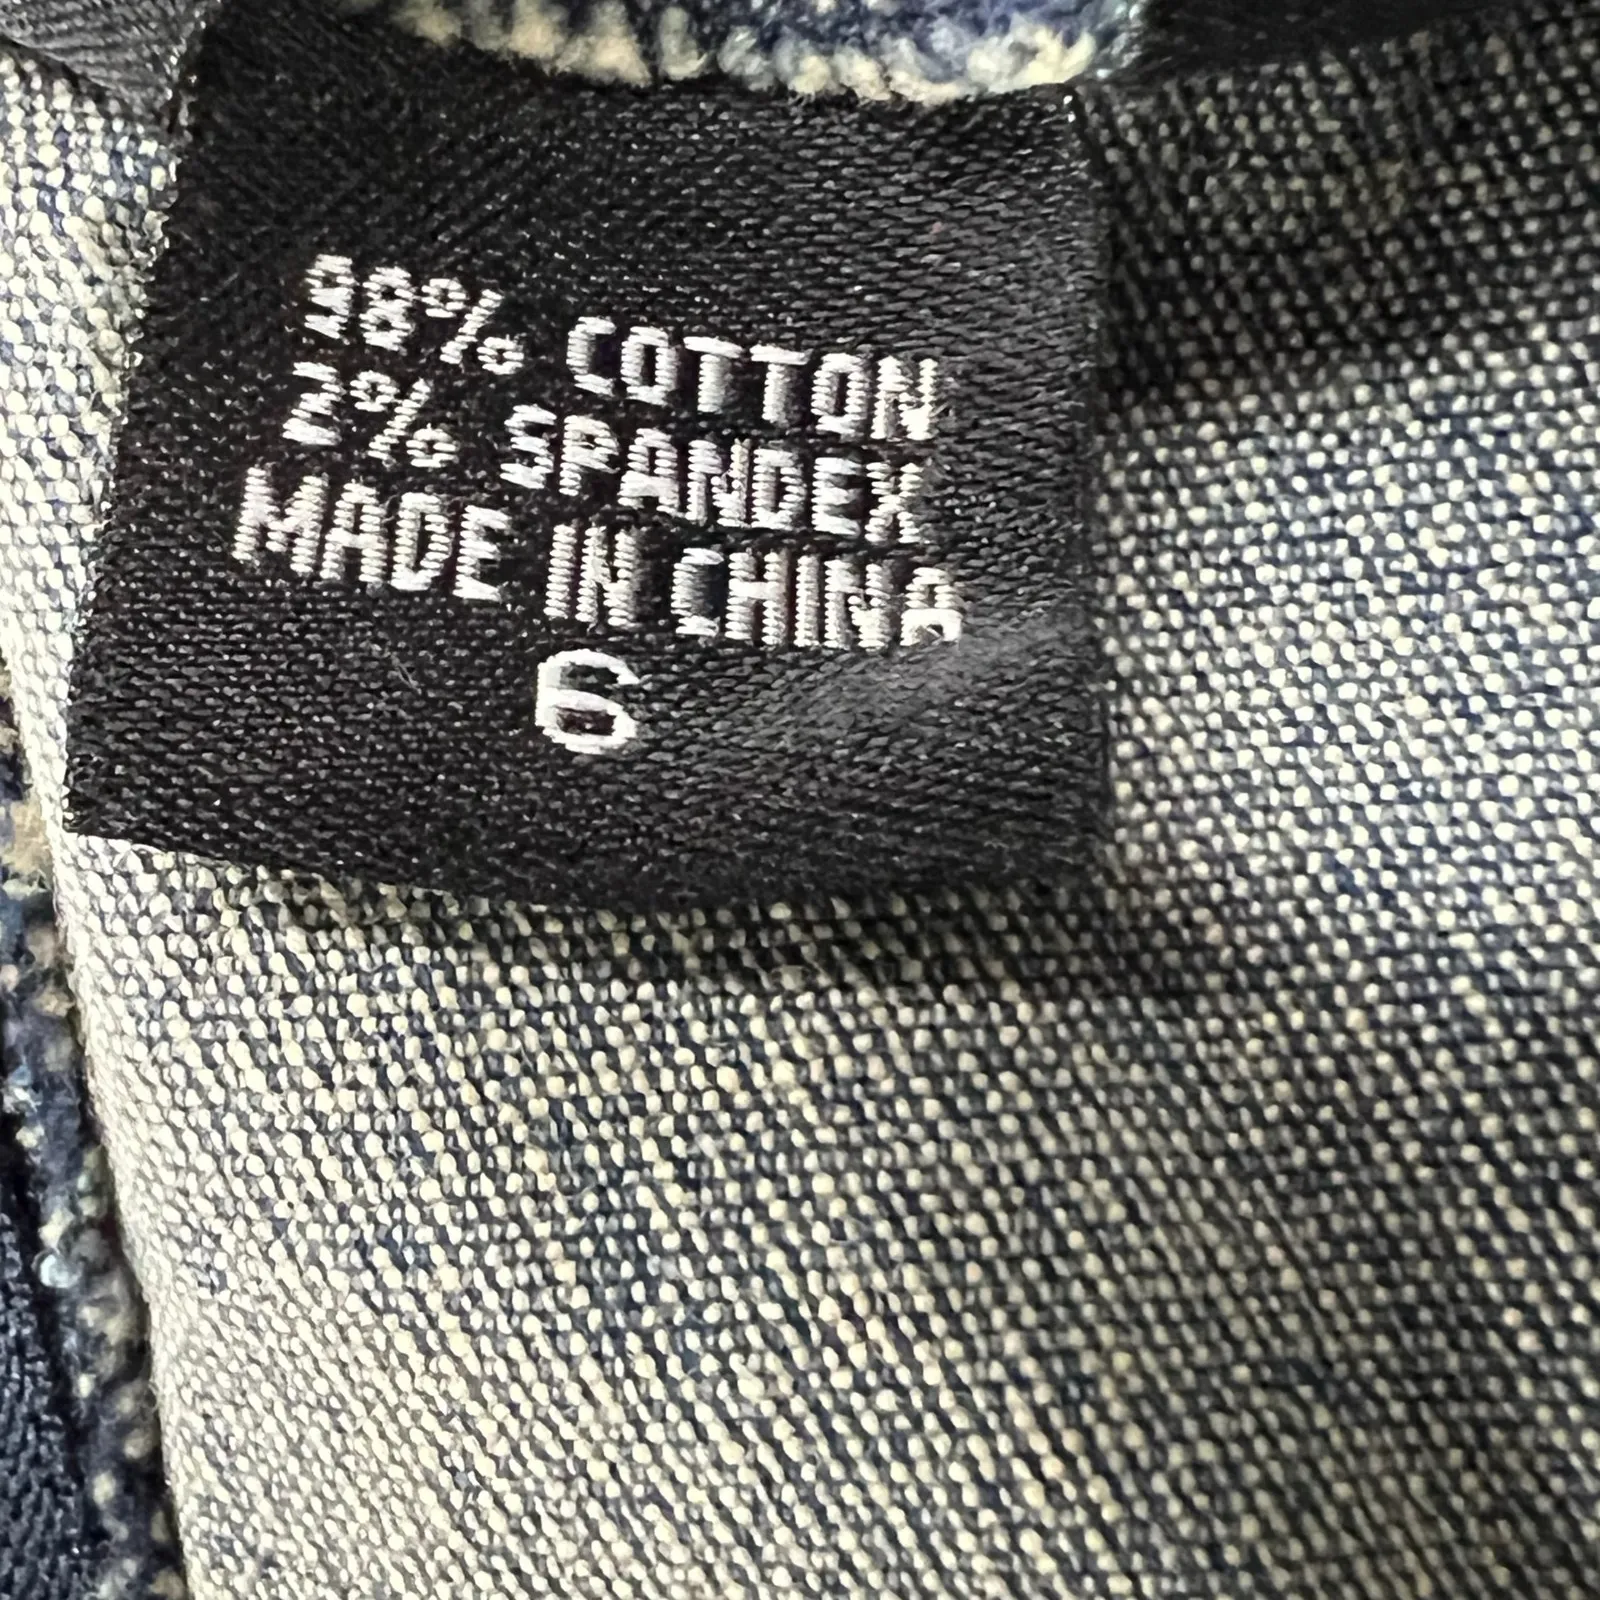 98% COTTON
2% SPANDEX
MADE IN CHINA
6